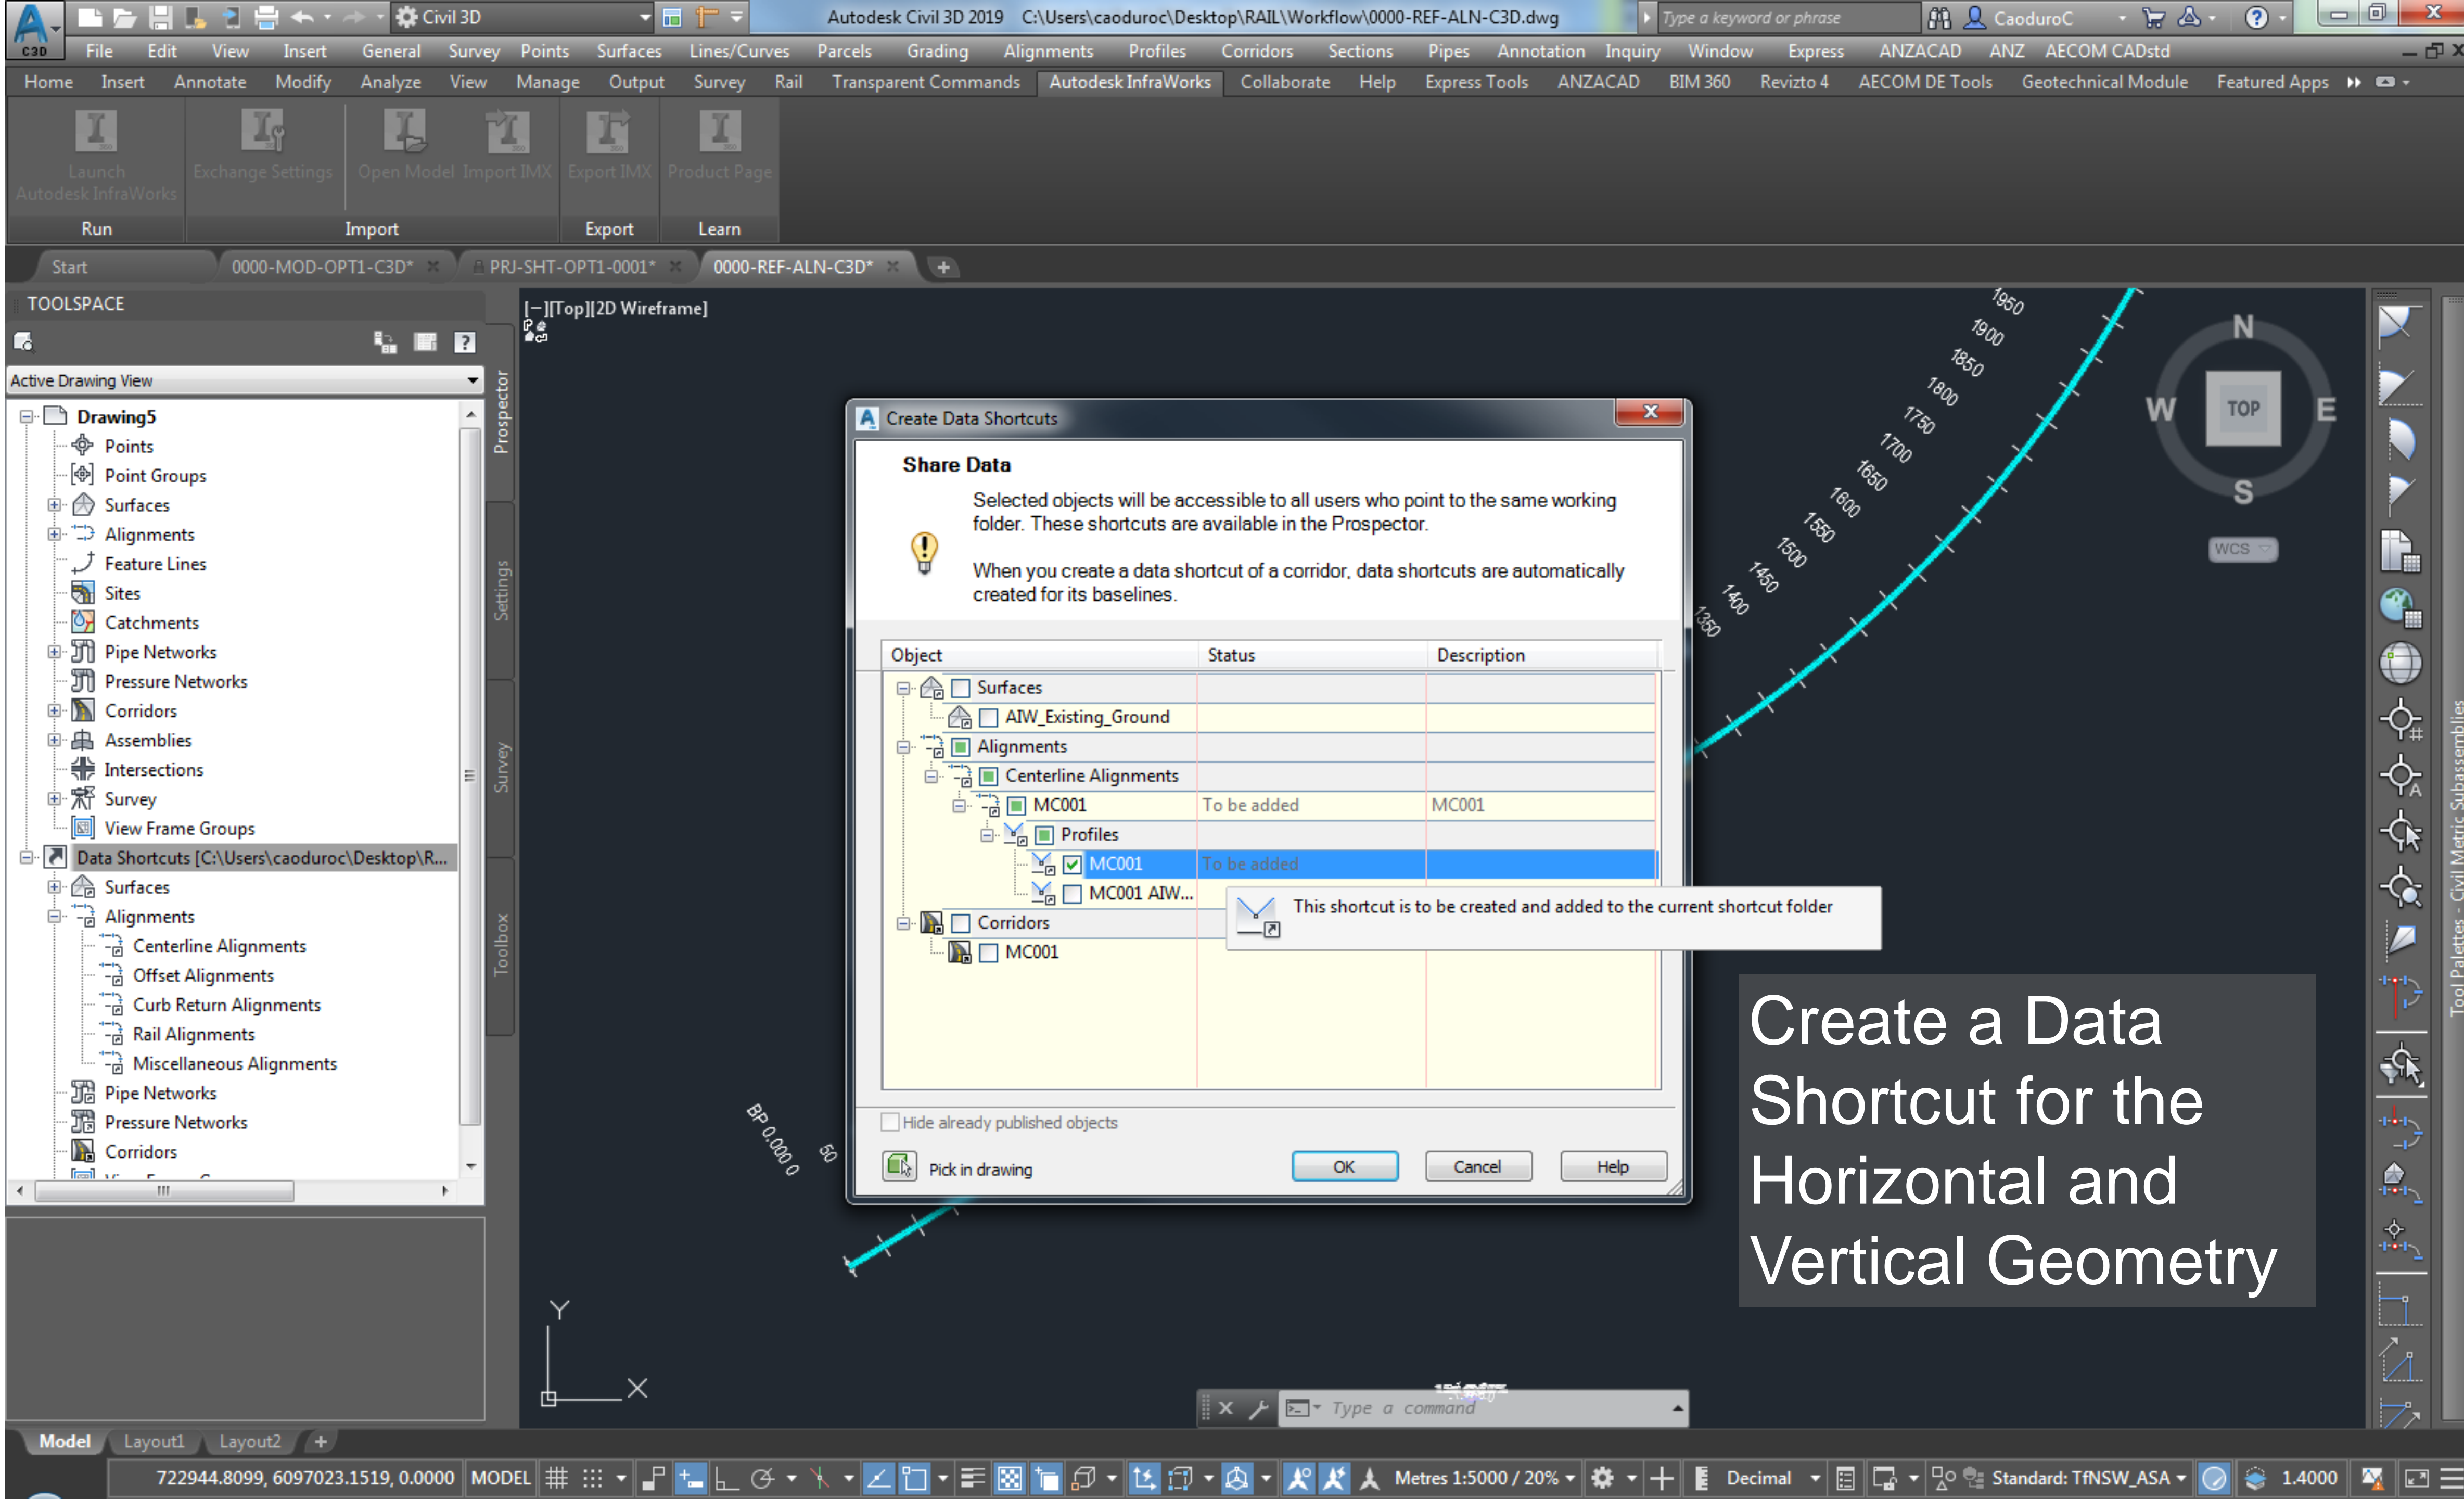 Civil 3D
Autodesk Civil 3D 2019 C:\Users\caoduroc\Desktop\RAIL\Workflow\0000-REF-ALN-C3D.dwg
Type a keyword or phrase
CaoduroC
C3D
File Edit View Insert General Survey Points Surfaces Lines/Curves Parcels Grading Alignments Profiles Corridors Sections Pipes Annotation Inquiry Window Express ANZACAD ANZ AECOM CADstd
Home Insert Annotate Modify Analyze View Manage Output Survey Rail Transparent Commands Autodesk InfraWorks Collaborate Help Express Tools ANZACAD BIM 360 Revizto 4 AECOM DE Tools Geotechnical Module Featured Apps
Launch
Autodesk InfraWorks
Exchange Settings Open Model Import IMX Export IMX Product Page
Run Import Export Learn
Start 0000-MOD-OPT1-C3D* PRJ-SHT-OPT1-0001* 0000-REF-ALN-C3D*
TOOLSPACE
Active Drawing View
Drawing5
Points
Point Groups
Surfaces
Alignments
Feature Lines
Sites
Catchments
Pipe Networks
Pressure Networks
Corridors
Assemblies
Intersections
Survey
View Frame Groups
Data Shortcuts [C:\Users\caoduroc\Desktop\R...
Surfaces
Alignments
Centerline Alignments
Offset Alignments
Curb Return Alignments
Rail Alignments
Miscellaneous Alignments
Pipe Networks
Pressure Networks
Corridors
Prospector
Settings
Survey
Toolbox
[−][Top][2D Wireframe]
1950
1900
1850
1800
1750
1700
1650
1600
1550
1500
1450
1400
1350
BP 0.000 0
50
N
W TOP E
S
WCS
Create Data Shortcuts
Share Data
Selected objects will be accessible to all users who point to the same working
folder. These shortcuts are available in the Prospector.
When you create a data shortcut of a corridor, data shortcuts are automatically
created for its baselines.
Object Status Description
Surfaces
AIW_Existing_Ground
Alignments
Centerline Alignments
MC001 To be added MC001
Profiles
MC001 To be added
MC001 AIW...
This shortcut is to be created and added to the current shortcut folder
Corridors
MC001
Hide already published objects
Pick in drawing
OK Cancel Help
Create a Data
Shortcut for the
Horizontal and
Vertical Geometry
Tool Palettes - Civil Metric Subassemblies
Y
X
Type a command
Model Layout1 Layout2
722944.8099, 6097023.1519, 0.0000 MODEL Metres 1:5000 / 20% Decimal Standard: TfNSW_ASA 1.4000